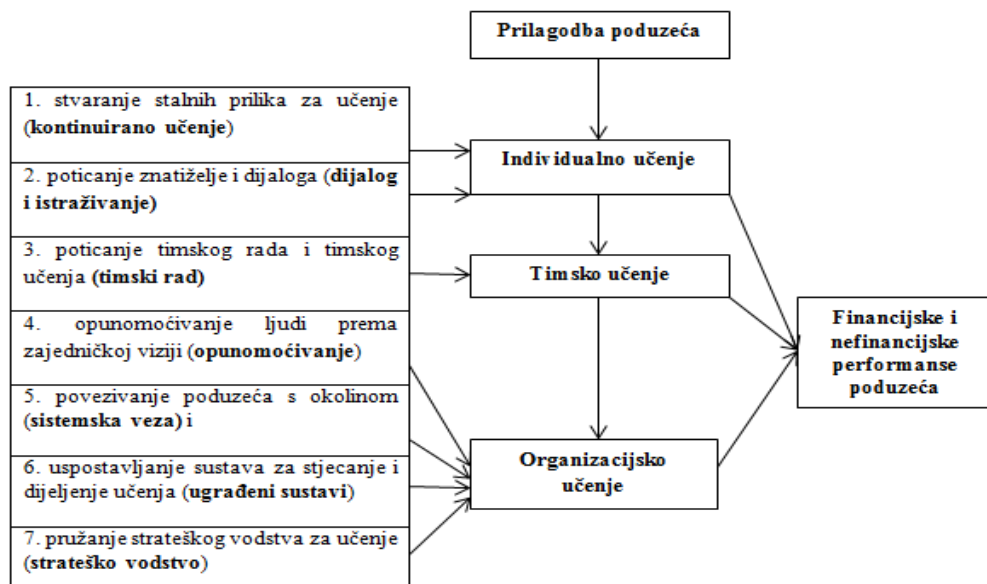 Prilagodba poduzeća
1. stvaranje stalnih prilika za učenje
(kontinuirano učenje)
2. poticanje znatiželje i dijaloga (dijalog
i istraživanje)
3. poticanje timskog rada i timskog
učenja (timski rad)
4. opunomoćivanje ljudi prema
zajedničkoj viziji (opunomoćivanje)
5. povezivanje poduzeća s okolinom
(sistemska veza) i
6. uspostavljanje sustava za stjecanje i
dijeljenje učenja (ugrađeni sustavi)
7. pružanje strateškog vodstva za učenje
(strateško vodstvo)
Individualno učenje
Timsko učenje
Organizacijsko
učenje
Financijske i
nefinancijske
performanse
poduzeća